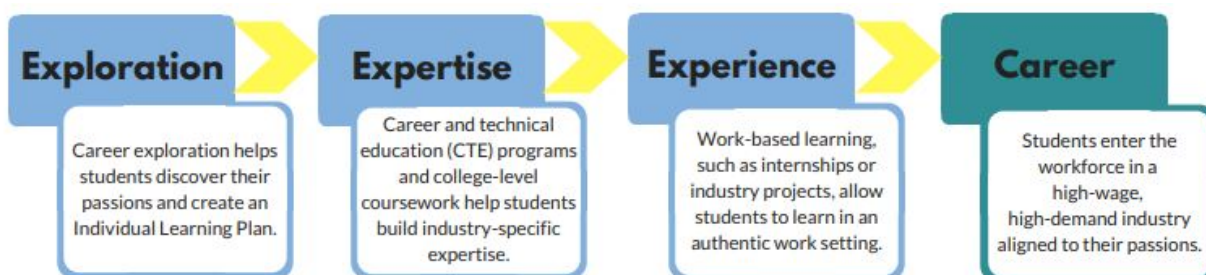 Exploration
Career exploration helps
students discover their
passions and create an
Individual Learning Plan.
Expertise
Career and technical
education (CTE) programs
and college-level
coursework help students
build industry-specific
expertise.
Experience
Work-based learning,
such as internships or
industry projects, allow
students to learn in an
authentic work setting.
Career
Students enter the
workforce in a
high-wage,
high-demand industry
aligned to their passions.